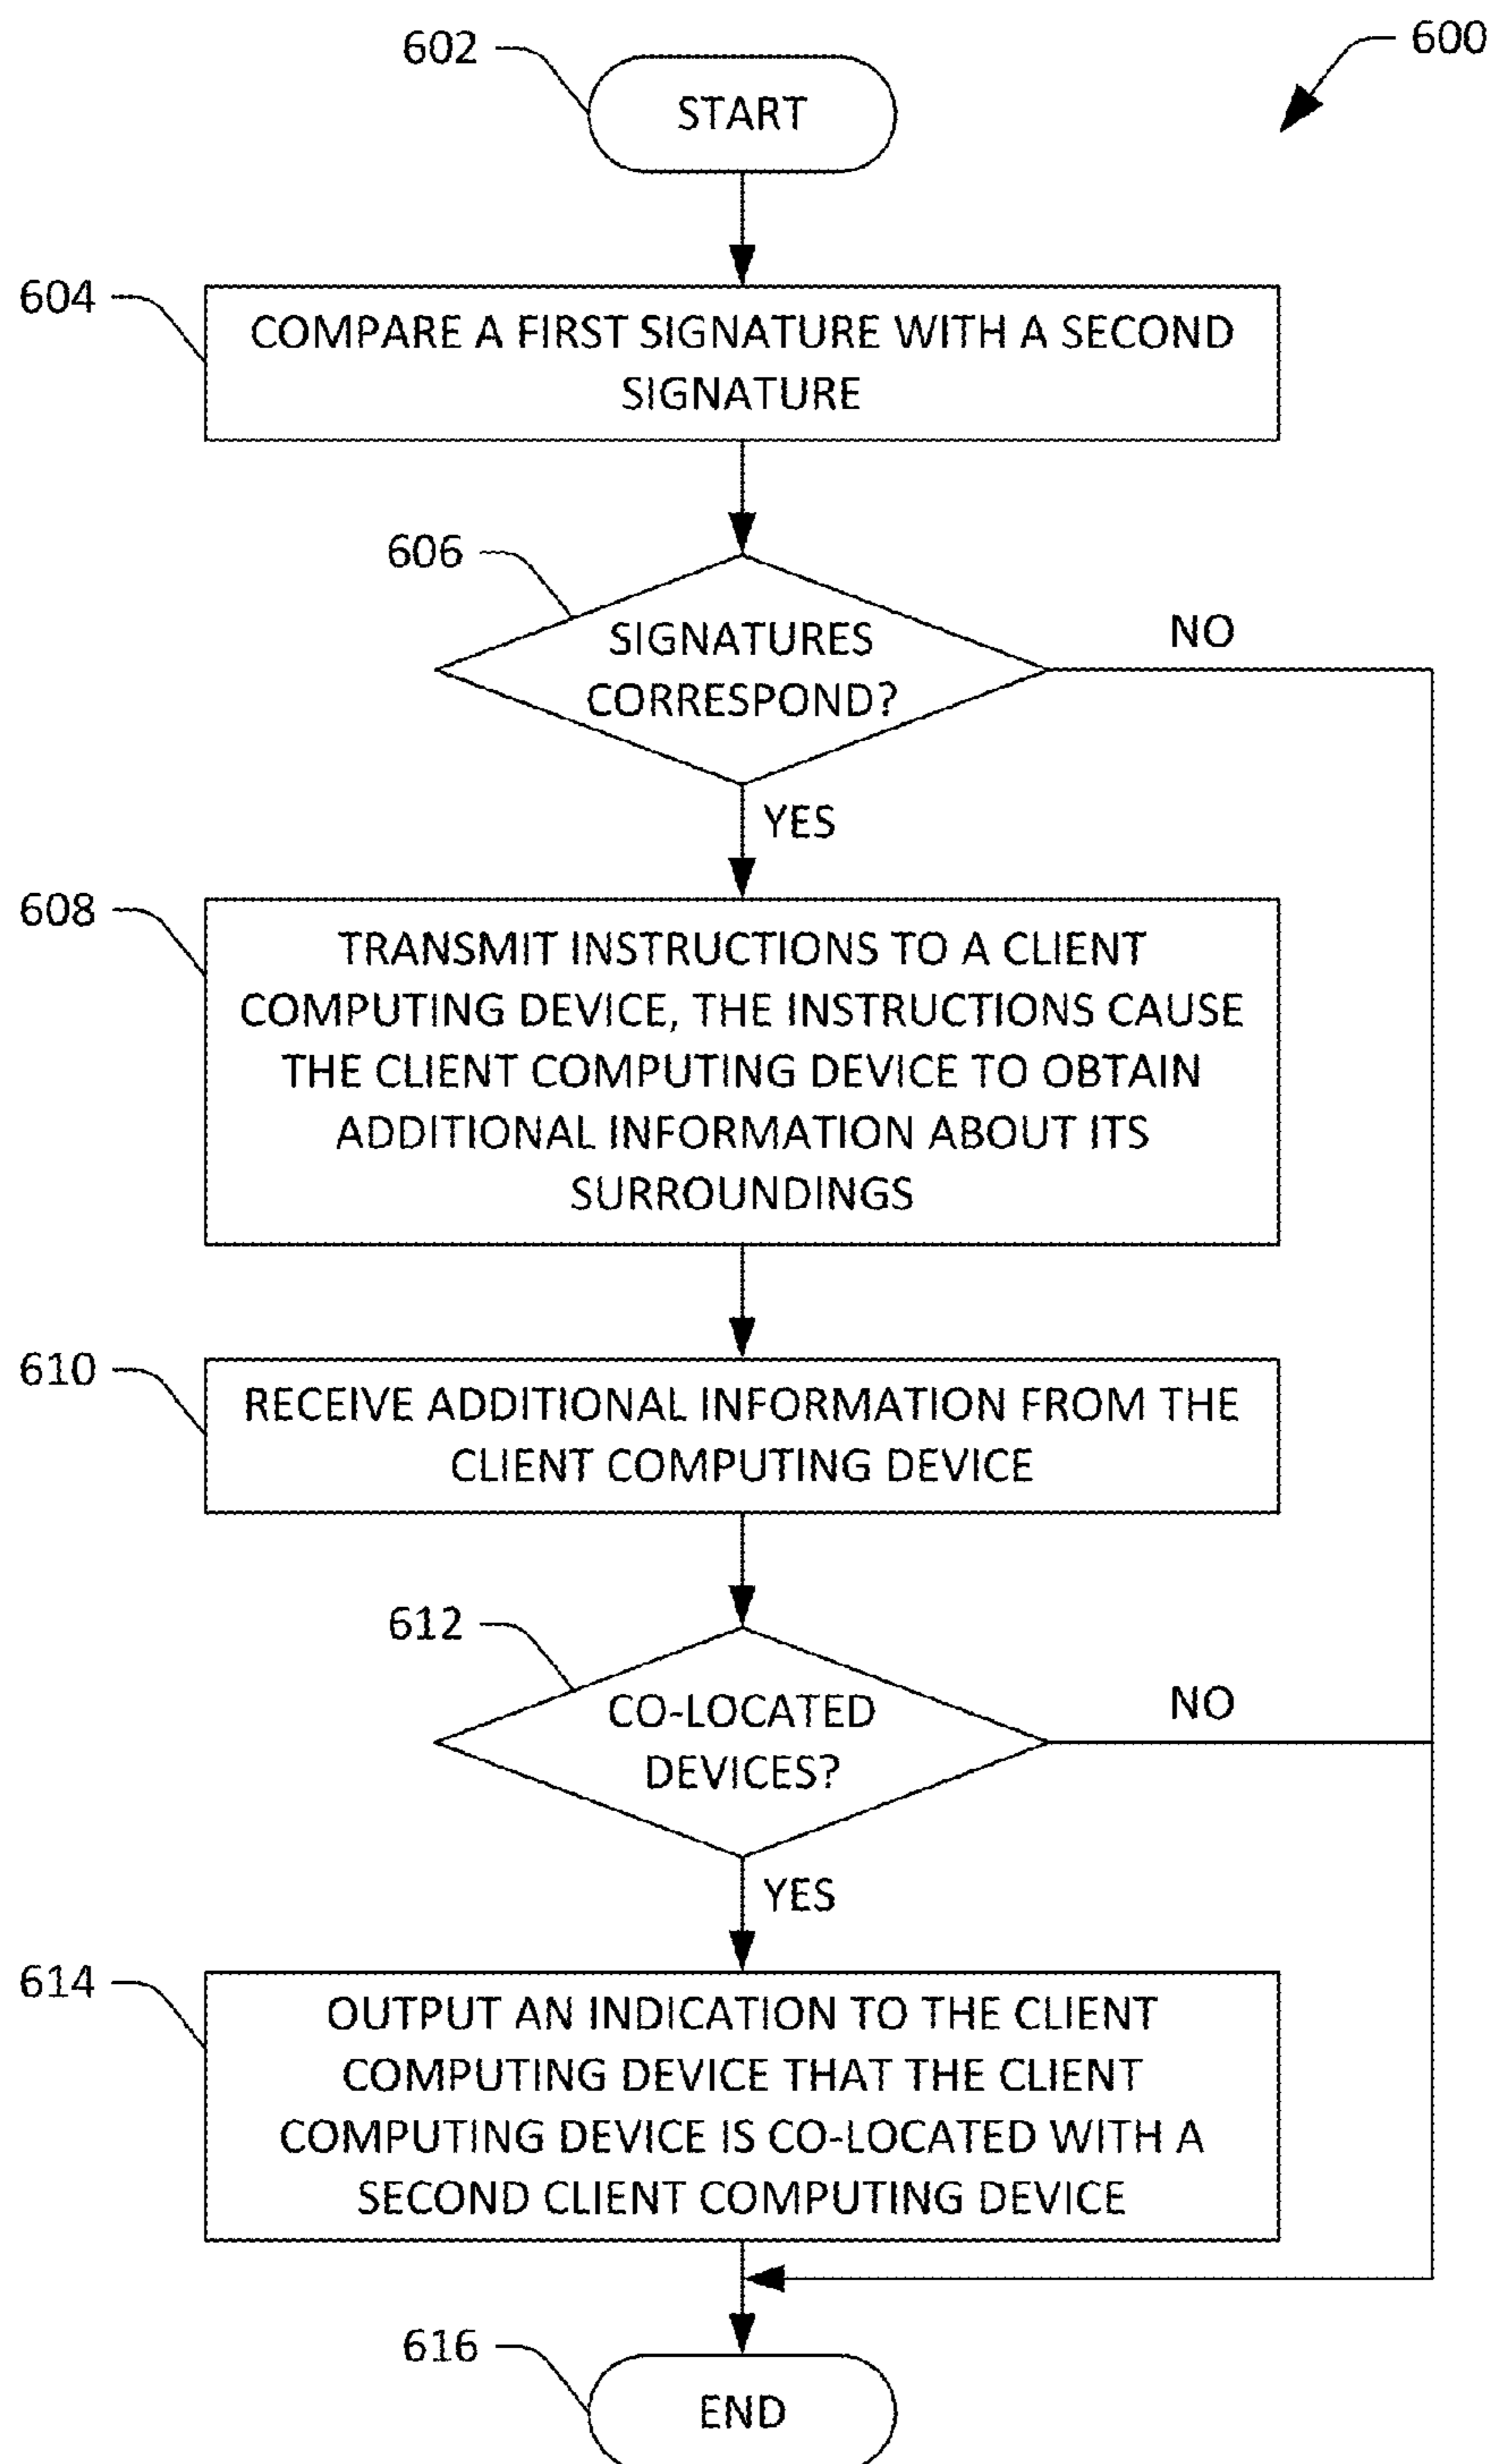 602
600
START
604
COMPARE A FIRST SIGNATURE WITH A SECOND
SIGNATURE
606
SIGNATURES
CORRESPOND?
NO
YES
608
TRANSMIT INSTRUCTIONS TO A CLIENT
COMPUTING DEVICE, THE INSTRUCTIONS CAUSE
THE CLIENT COMPUTING DEVICE TO OBTAIN
ADDITIONAL INFORMATION ABOUT ITS
SURROUNDINGS
610
RECEIVE ADDITIONAL INFORMATION FROM THE
CLIENT COMPUTING DEVICE
612
CO-LOCATED
DEVICES?
NO
YES
614
OUTPUT AN INDICATION TO THE CLIENT
COMPUTING DEVICE THAT THE CLIENT
COMPUTING DEVICE IS CO-LOCATED WITH A
SECOND CLIENT COMPUTING DEVICE
616
END